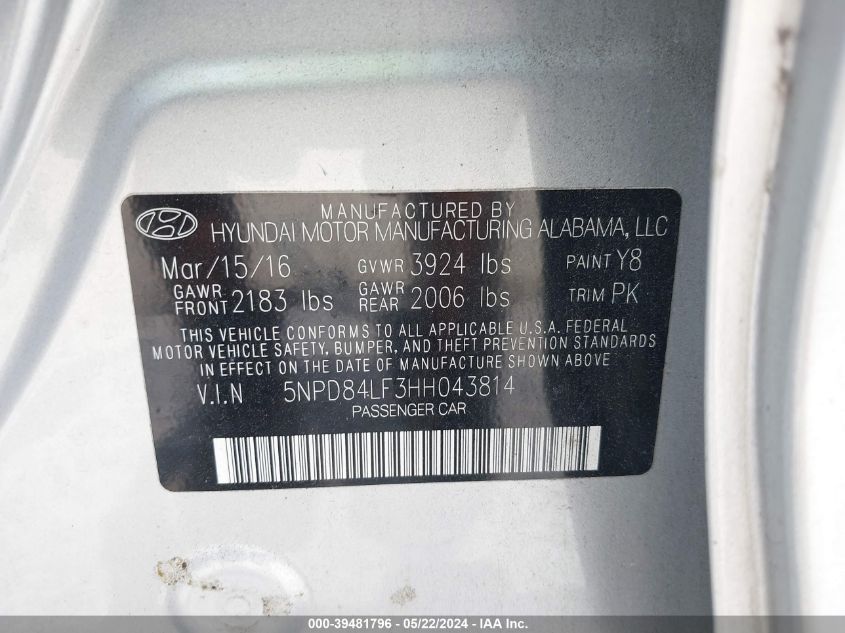 MANUFACTURED BY
HYUNDAI MOTOR MANUFACTURING ALABAMA, LLC
Mar/15/16 GVWR 3924 lbs PAINT Y8
GAWR FRONT 2183 lbs GAWR REAR 2006 lbs TRIM PK
THIS VEHICLE CONFORMS TO ALL APPLICABLE U.S.A. FEDERAL
MOTOR VEHICLE SAFETY, BUMPER, AND THEFT PREVENTION STANDARDS
IN EFFECT ON THE DATE OF MANUFACTURE SHOWN ABOVE
V.I.N 5NPD84LF3HH043814
PASSENGER CAR
000-39481796 - 05/22/2024 - IAA Inc.